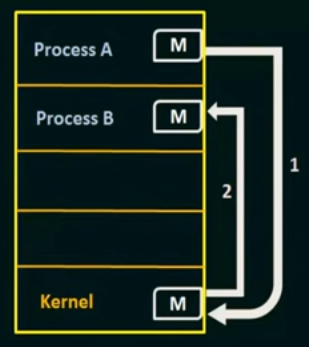 Process A M
Process B M
1
2
Kernel M